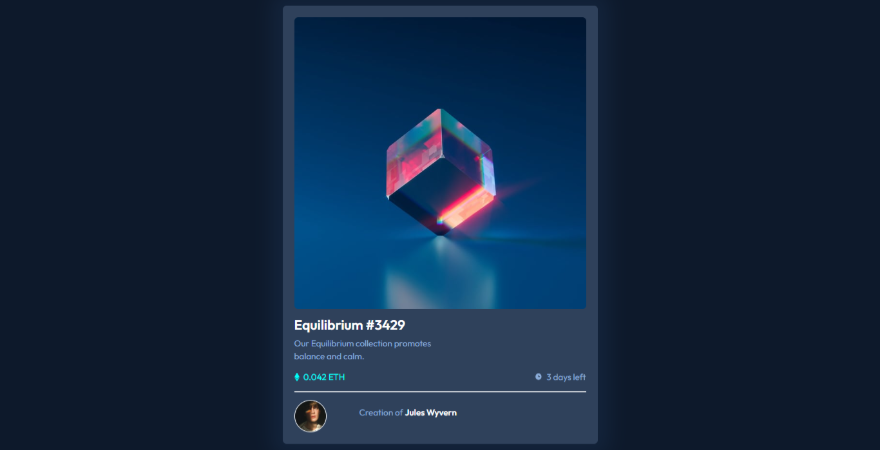 Equilibrium #3429
Our Equilibrium collection promotes
balance and calm.
0.042 ETH
3 days left
Creation of Jules Wyvern